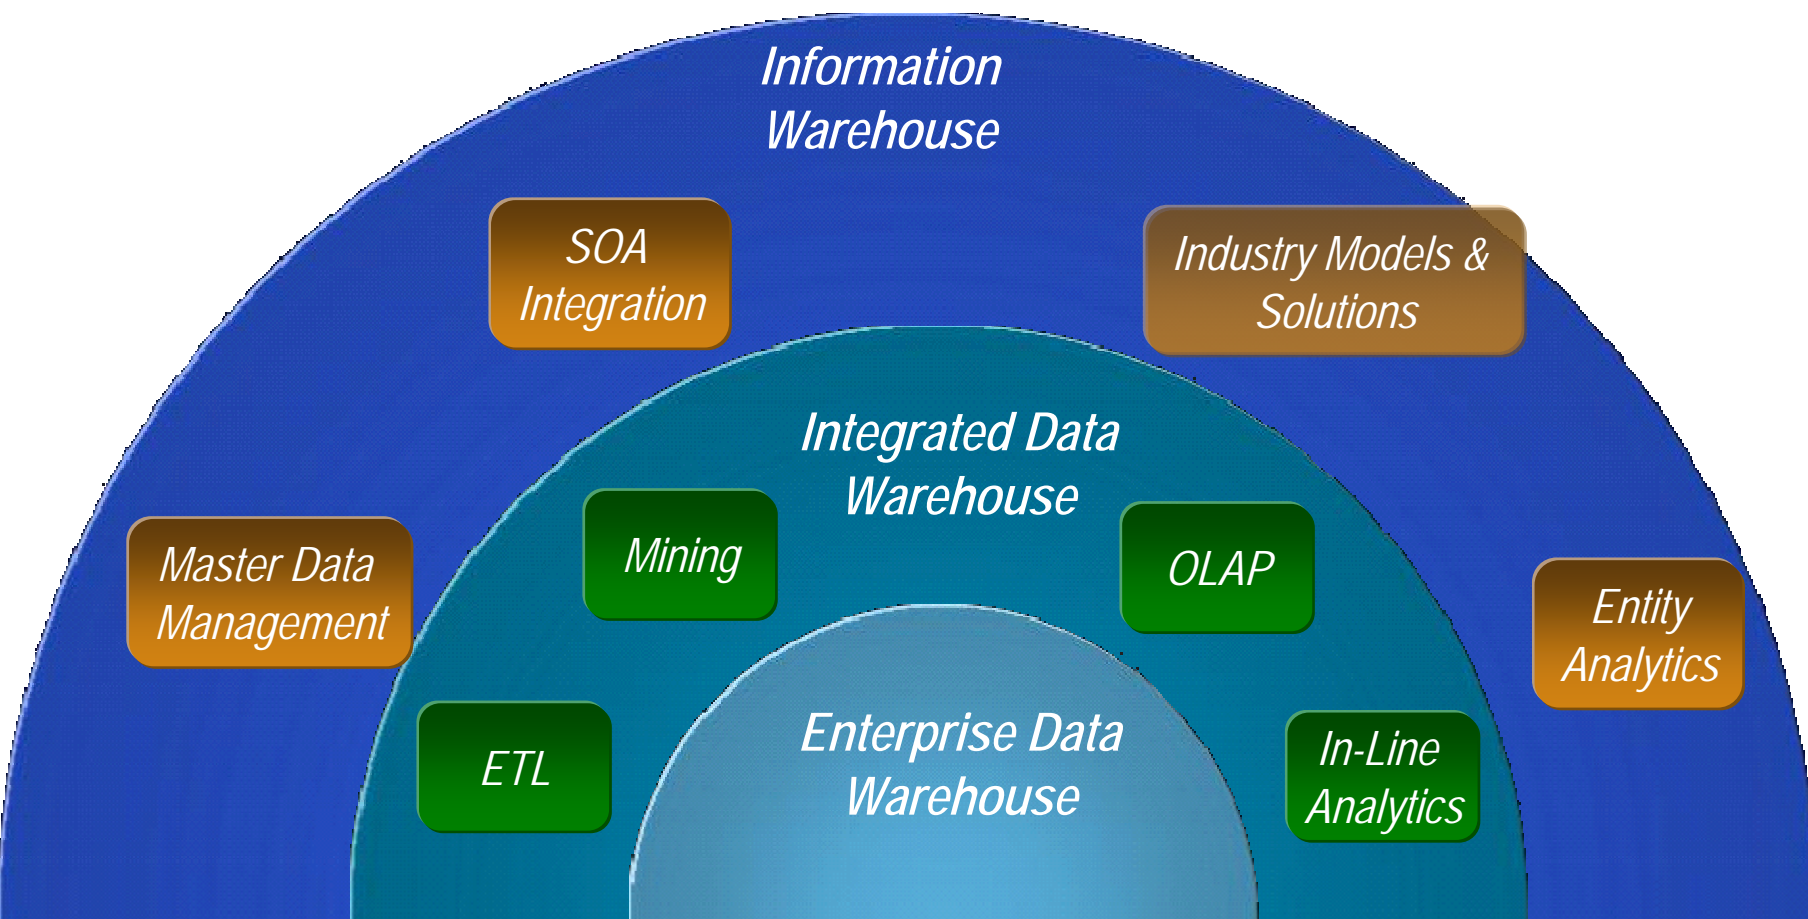 Information
Warehouse
SOA
Integration
Industry Models &
Solutions
Integrated Data
Warehouse
Mining
OLAP
Master Data
Management
Entity
Analytics
ETL
Enterprise Data
Warehouse
In-Line
Analytics